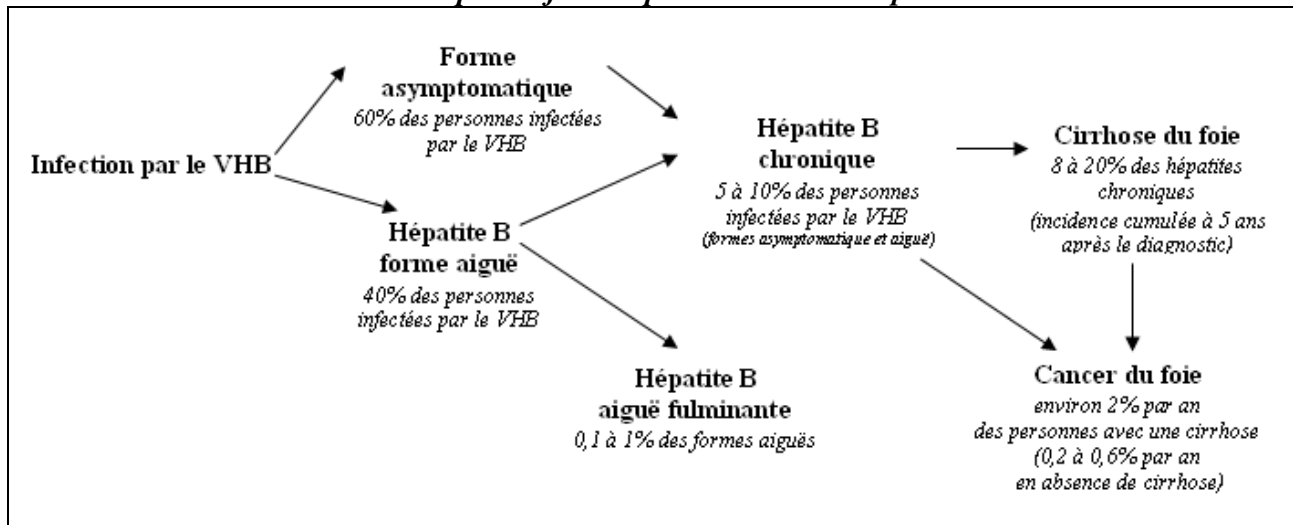 Infection par le VHB
Forme
asymptomatique
60% des personnes infectées
par le VHB
Hépatite B
forme aiguë
40% des personnes
infectées par le VHB
Hépatite B
chronique
5 à 10% des personnes
infectées par le VHB
(formes asymptomatique et aiguë)
Hépatite B
aiguë fulminante
0,1 à 1% des formes aiguës
Cirrhose du foie
8 à 20% des hépatites
chroniques
(incidence cumulée à 5 ans
après le diagnostic)
Cancer du foie
environ 2% par an
des personnes avec une cirrhose
(0,2 à 0,6% par an
en absence de cirrhose)